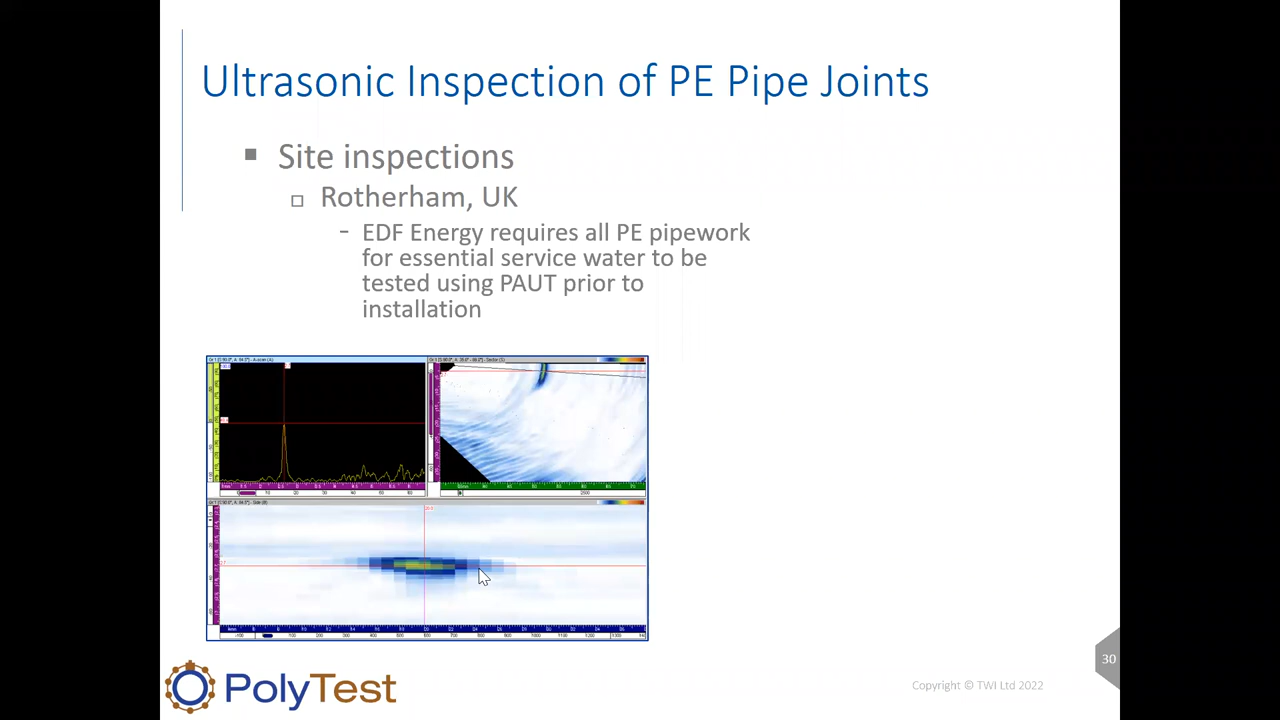 Ultrasonic Inspection of PE Pipe Joints
Site inspections
Rotherham, UK
EDF Energy requires all PE pipework
for essential service water to be
tested using PAUT prior to
installation
30
PolyTest
Copyright © TWI Ltd 2022